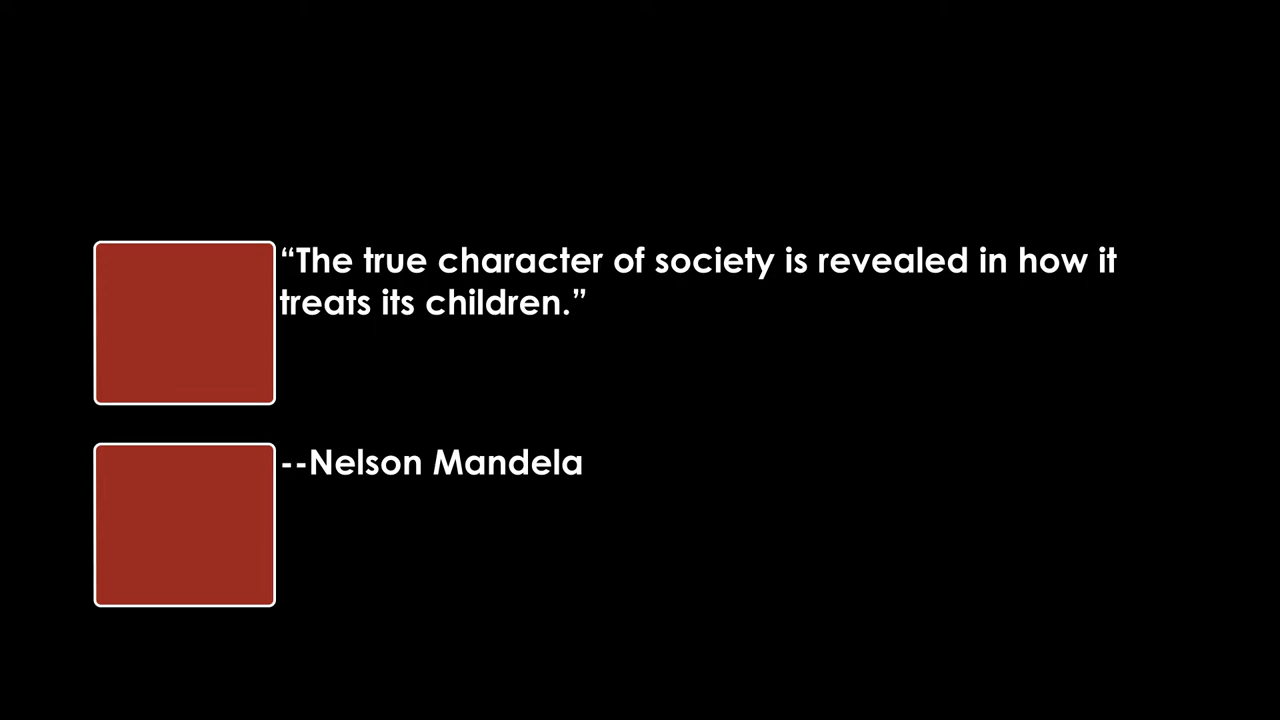 “The true character of society is revealed in how it
treats its children.”
--Nelson Mandela